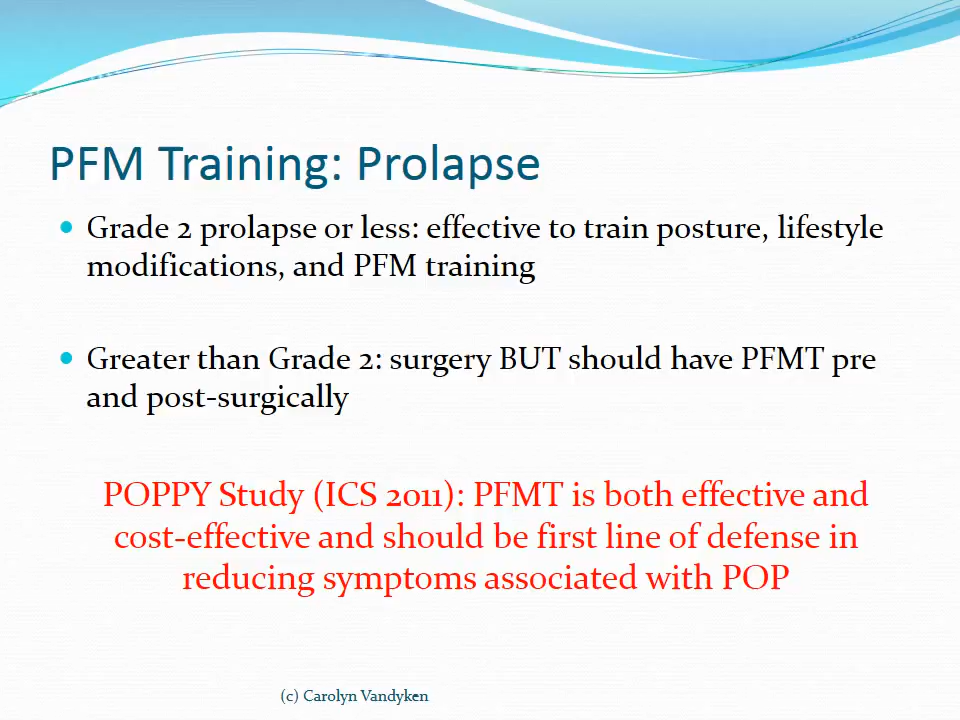 PFM Training: Prolapse
• Grade 2 prolapse or less: effective to train posture, lifestyle
modifications, and PFM training
• Greater than Grade 2: surgery BUT should have PFMT pre
and post-surgically
POPPY Study (ICS 2011): PFMT is both effective and
cost-effective and should be first line of defense in
reducing symptoms associated with POP
(c) Carolyn Vandyken